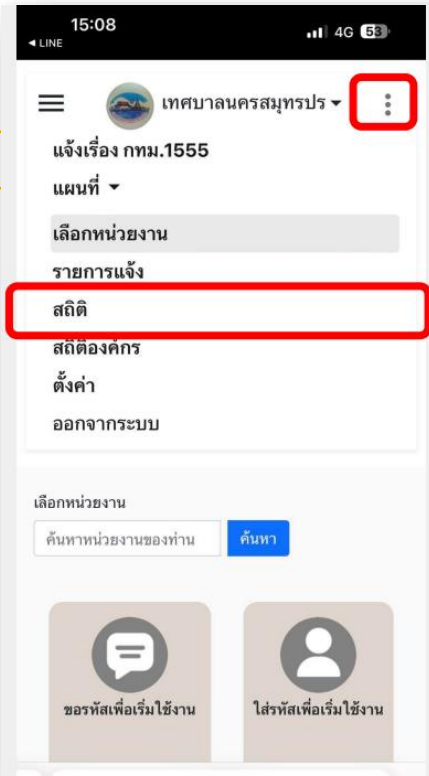 15:08
4G 53
◄ LINE
เทศบาลนครสมุทรปร
แจ้งเรื่อง กทม.1555
แผนที่
เลือกหน่วยงาน
รายการแจ้ง
สถิติ
สถิติองค์กร
ตั้งค่า
ออกจากระบบ
เลือกหน่วยงาน
ค้นหาหน่วยงานของท่าน ค้นหา
ขอรหัสเพื่อเริ่มใช้งาน ใส่รหัสเพื่อเริ่มใช้งาน